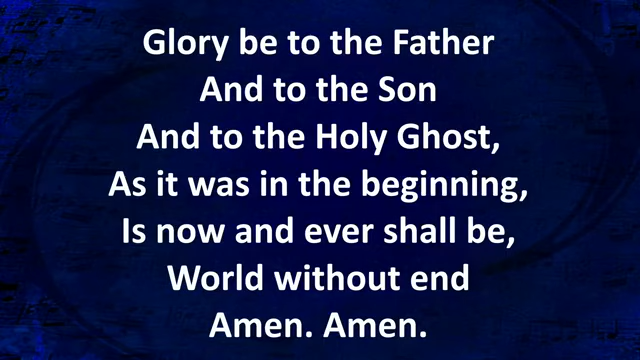 Glory be to the Father
And to the Son
And to the Holy Ghost,
As it was in the beginning,
Is now and ever shall be,
World without end
Amen. Amen.